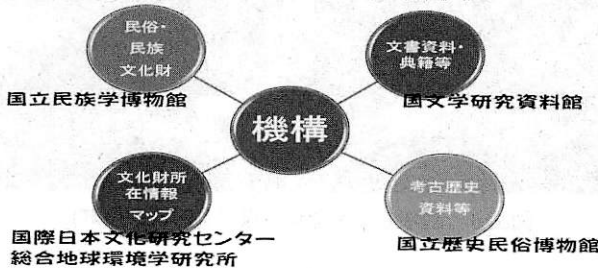 民俗・
民族
文化財
国立民族学博物館
文書資料・
典籍等
国文学研究資料館
機構
文化財所
在情報
マップ
国際日本文化研究センター
総合地球環境学研究所
考古歴史
資料等
国立歴史民俗博物館